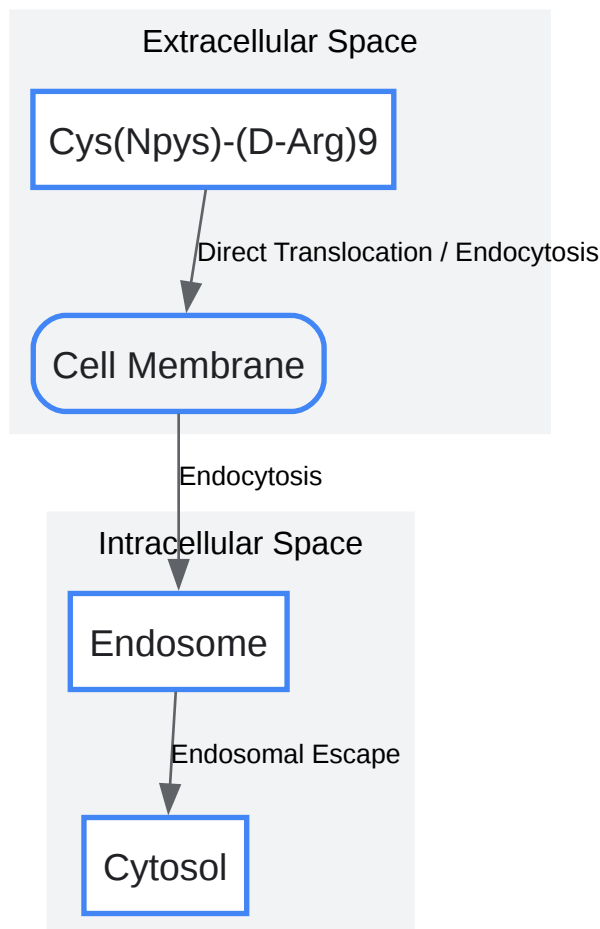 Extracellular Space
Cys(Npys)-(D-Arg)9
Direct Translocation / Endocytosis
Cell Membrane
Endocytosis
Intracellular Space
Endosome
Endosomal Escape
Cytosol